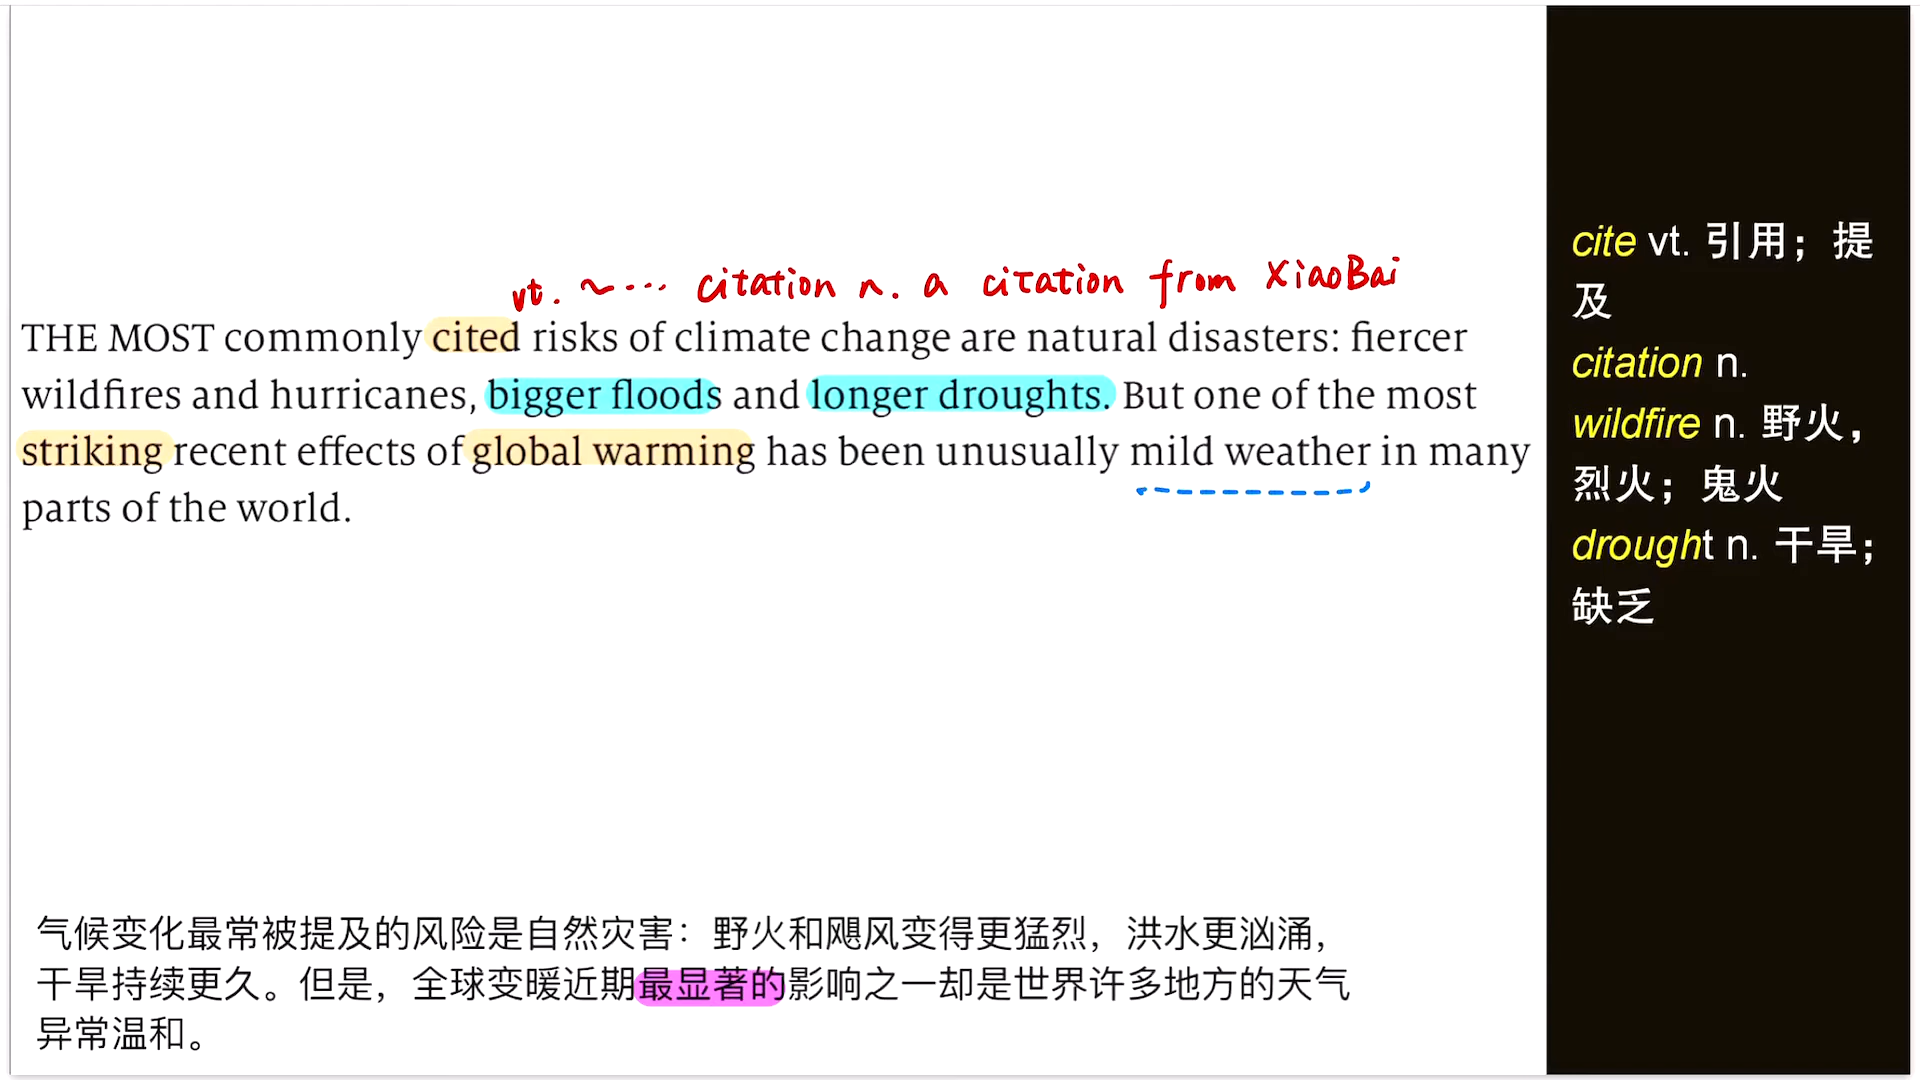 vt. ~... citation n. a citation from XiaoBai
THE MOST commonly cited risks of climate change are natural disasters: fiercer
wildfires and hurricanes, bigger floods and longer droughts. But one of the most
striking recent effects of global warming has been unusually mild weather in many
parts of the world.
气候变化最常被提及的风险是自然灾害：野火和飓风变得更猛烈，洪水更汹涌，
干旱持续更久。但是，全球变暖近期最显著的影响之一却是世界许多地方的天气
异常温和。
cite vt. 引用；提
及
citation n.
wildfire n. 野火，
烈火；鬼火
drought n. 干旱；
缺乏